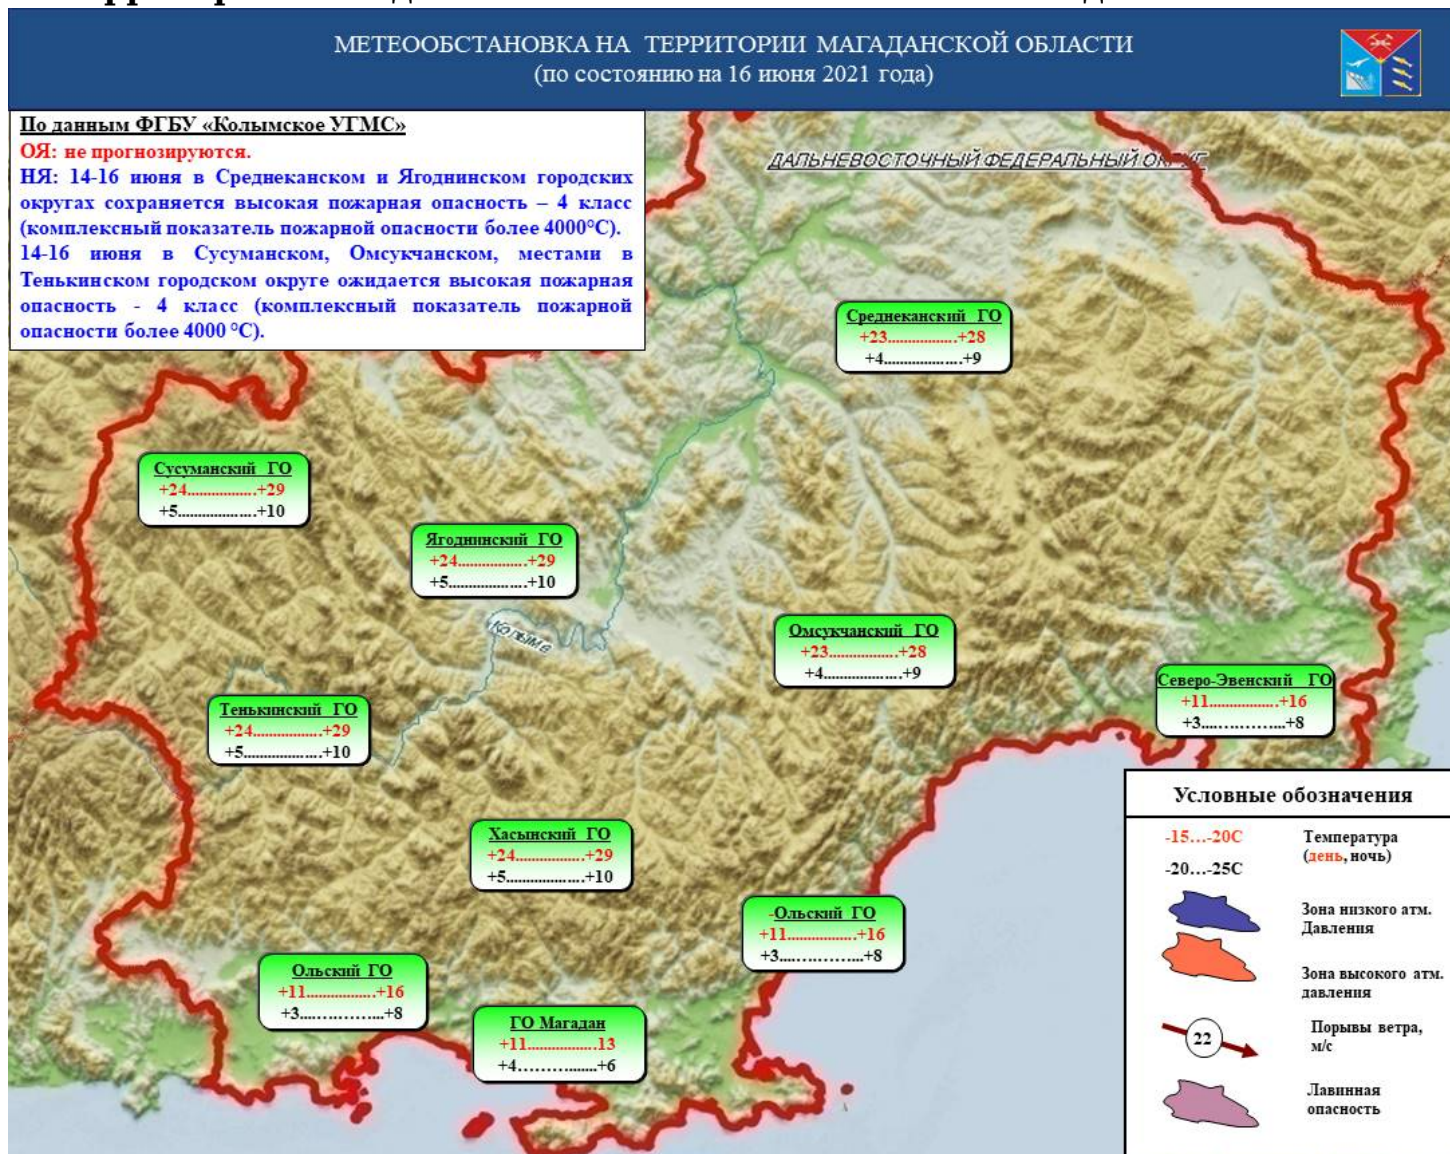 МЕТЕООБСТАНОВКА НА ТЕРРИТОРИИ МАГАДАНСКОЙ ОБЛАСТИ
(по состоянию на 16 июня 2021 года)
По данным ФГБУ «Колымское УГМС»
ОЯ: не прогнозируются.
НЯ: 14-16 июня в Среднеканском и Ягоднинском городских
округах сохраняется высокая пожарная опасность – 4 класс
(комплексный показатель пожарной опасности более 4000°С).
14-16 июня в Сусуманском, Омсукчанском, местами в
Тенькинском городском округе ожидается высокая пожарная
опасность - 4 класс (комплексный показатель пожарной
опасности более 4000 °С).
ДАЛЬНЕВОСТОЧНЫЙ ФЕДЕРАЛЬНЫЙ ОКРУГ
Среднеканский ГО
+23.................+28
+4...................+9
Сусуманский ГО
+24.................+29
+5...................+10
Ягоднинский ГО
+24.................+29
+5...................+10
Колыма
Омсукчанский ГО
+23.................+28
+4...................+9
Северо-Эвенский ГО
+11.................+16
+3....…………...+8
Тенькинский ГО
+24.................+29
+5...................+10
Хасынский ГО
+24.................+29
+5...................+10
-Ольский ГО
+11.................+16
+3....…………...+8
Ольский ГО
+11.................+16
+3....…………...+8
ГО Магадан
+11.................13
+4………........+6
Условные обозначения
-15…-20С
Температура
(день, ночь)
-20…-25С
Зона низкого атм.
Давления
Зона высокого атм.
давления
22
Порывы ветра,
м/с
Лавинная
опасность